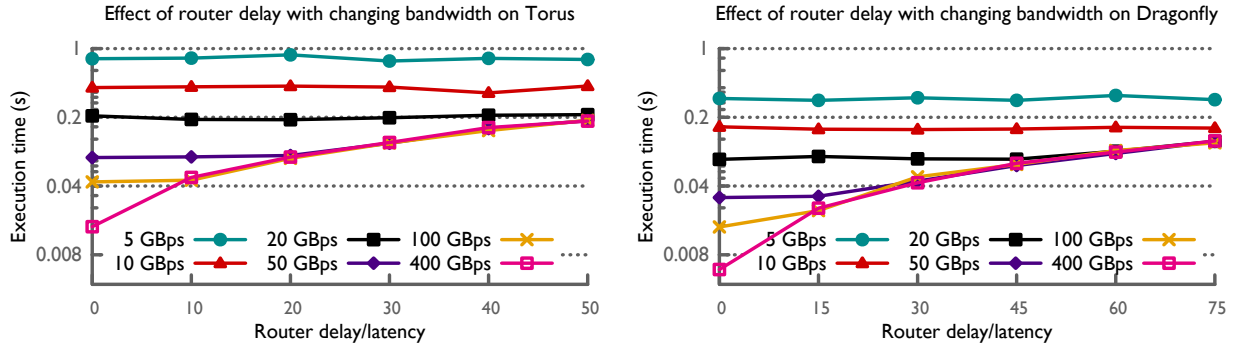 Effect of router delay with changing bandwidth on Torus
1
0.2
0.04
0.008
Execution time (s)
5 GBps 20 GBps 100 GBps
10 GBps 50 GBps 400 GBps
0 10 20 30 40 50
Router delay/latency
Effect of router delay with changing bandwidth on Dragonfly
1
0.2
0.04
0.008
Execution time (s)
5 GBps 20 GBps 100 GBps
10 GBps 50 GBps 400 GBps
0 15 30 45 60 75
Router delay/latency